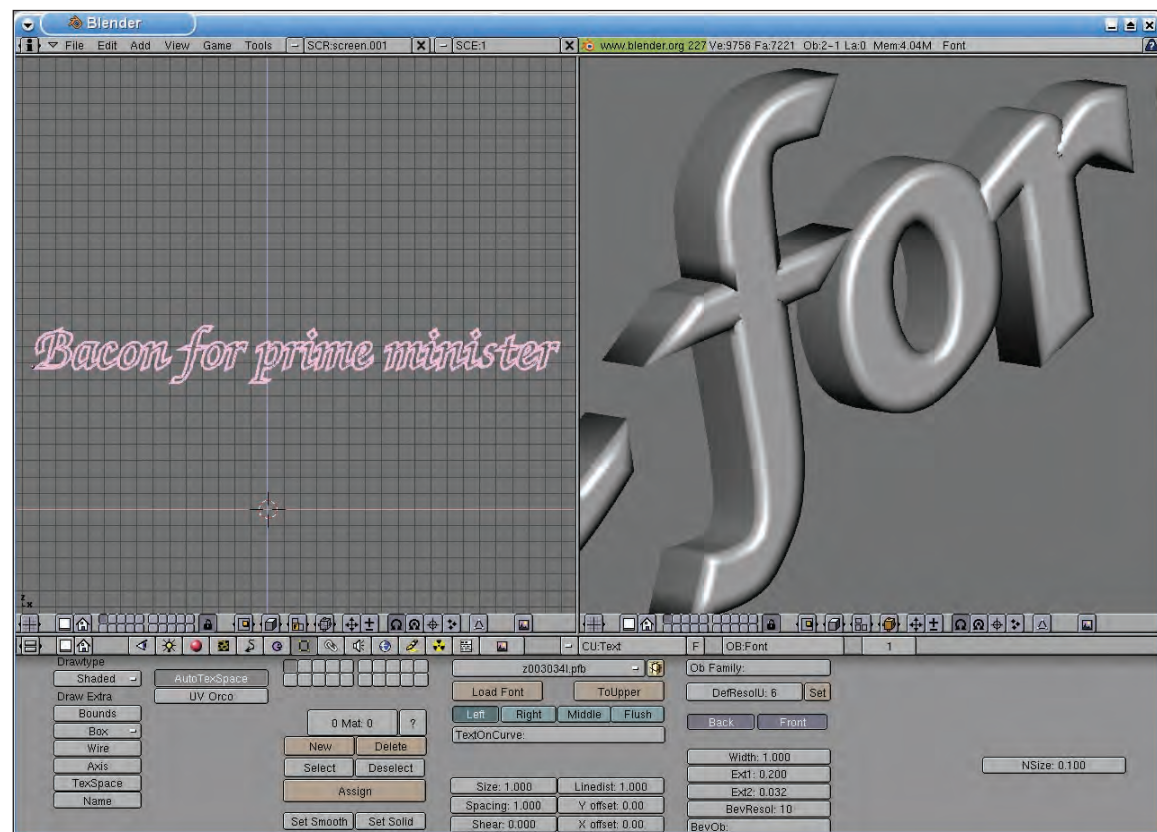 Blender
File Edit Add View Game Tools SCR:screen.001 X SCE:1 X www.blender.org 227 Ve:9756 Fa:7221 Ob:2-1 La:0 Mem:4.04M Font
Bacon for prime minister
for
z
x
CU:Text F OB:Font 1
Drawtype
Shaded
Draw Extra
Bounds
Box
Wire
Axis
TexSpace
Name
AutoTexSpace
UV Orco
0 Mat: 0 ?
New Delete
Select Deselect
Assign
Set Smooth Set Solid
z003034l.pfb
Load Font ToUpper
Left Right Middle Flush
TextOnCurve:
Size: 1.000 Linedist: 1.000
Spacing: 1.000 Y offset: 0.00
Shear: 0.000 X offset: 0.00
Ob Family:
DefResolU: 6 Set
Back Front
Width: 1.000
Ext1: 0.200
Ext2: 0.032
BevResol: 10
BevOb:
NSize: 0.100